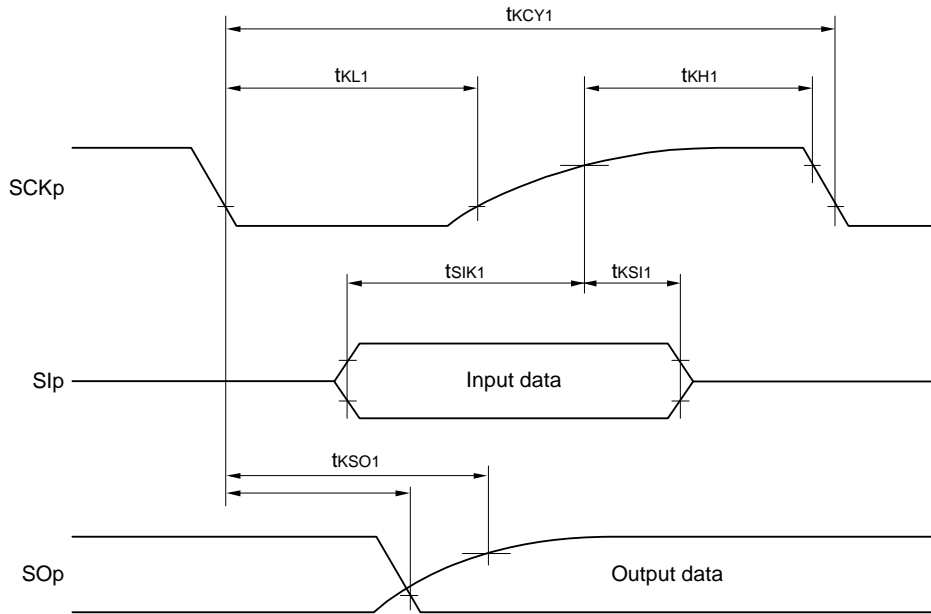 tKCY1
tKL1 tKH1
SCKp
tSIK1 tKSI1
SIp Input data
tKSO1
SOp Output data